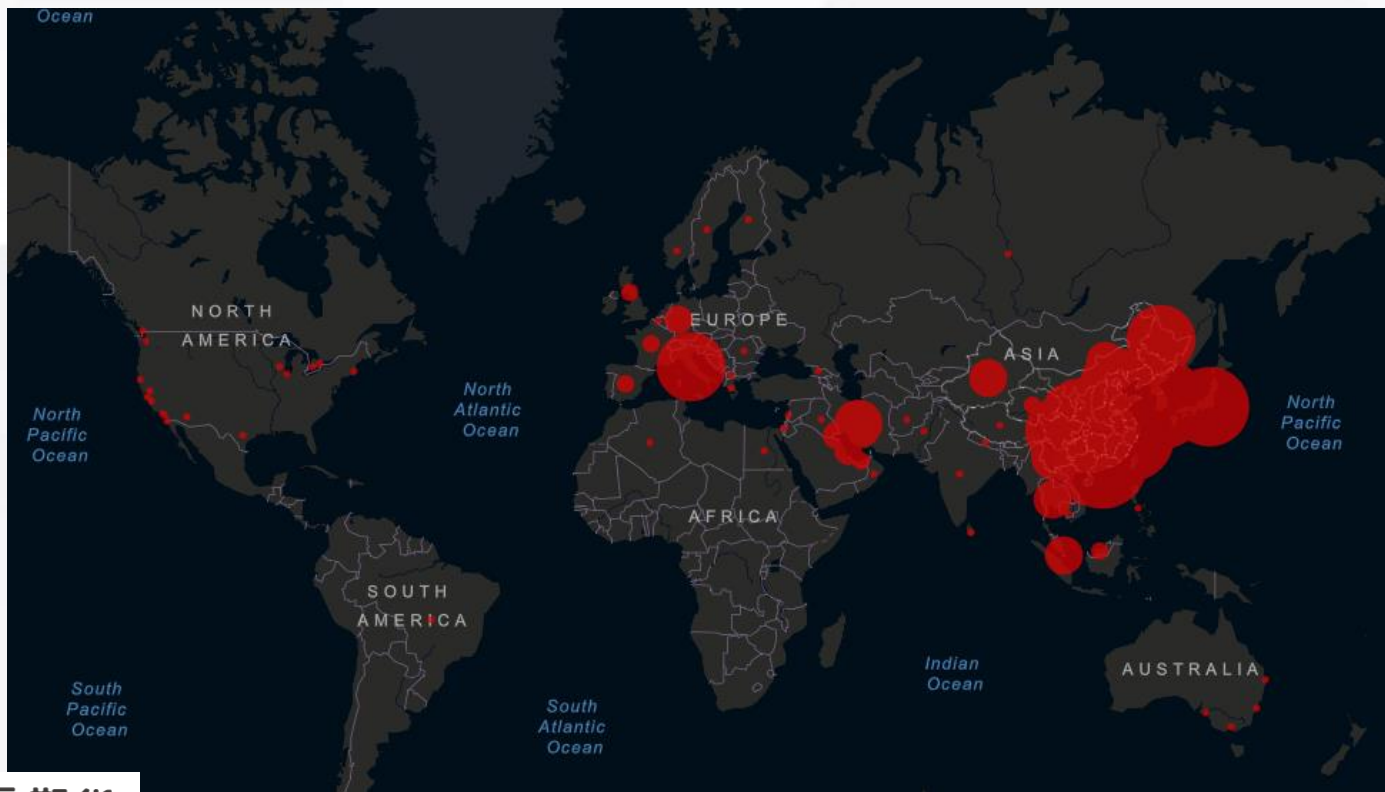 Ocean
NORTH
AMERICA
EUROPE
ASIA
North
Atlantic
Ocean
North
Pacific
Ocean
North
Pacific
Ocean
AFRICA
SOUTH
AMERICA
Indian
Ocean
AUSTRALIA
South
Pacific
Ocean
South
Atlantic
Ocean